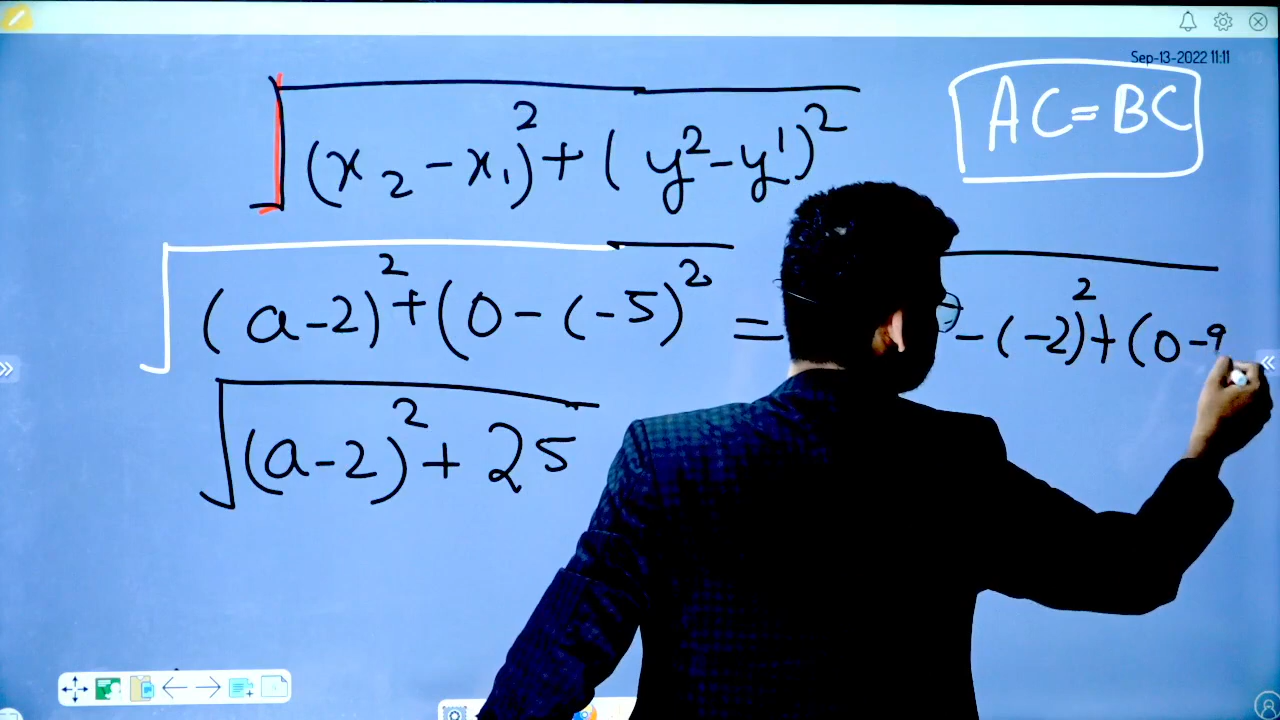 Sep-13-2022 11:11
AC=BC
√(x₂-x₁)²+(y²-y¹)²
√(a-2)²+(0-(-5)² = -(-2)²+(0-9
√(a-2)²+25